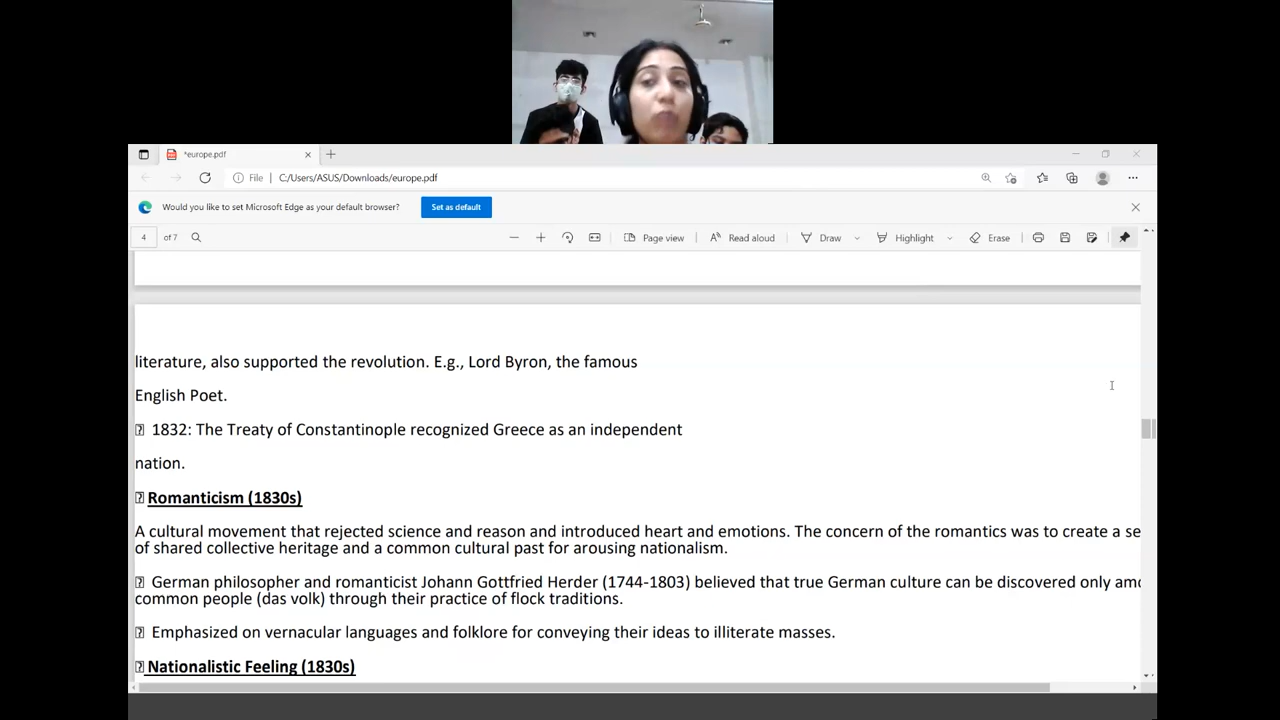 *europe.pdf
File C:/Users/ASUS/Downloads/europe.pdf
Would you like to set Microsoft Edge as your default browser? Set as default
4 of 7 Page view Read aloud Draw Highlight Erase
literature, also supported the revolution. E.g., Lord Byron, the famous
English Poet.
1832: The Treaty of Constantinople recognized Greece as an independent
nation.
Romanticism (1830s)
A cultural movement that rejected science and reason and introduced heart and emotions. The concern of the romantics was to create a se
of shared collective heritage and a common cultural past for arousing nationalism.
German philosopher and romanticist Johann Gottfried Herder (1744-1803) believed that true German culture can be discovered only amo
common people (das volk) through their practice of flock traditions.
Emphasized on vernacular languages and folklore for conveying their ideas to illiterate masses.
Nationalistic Feeling (1830s)